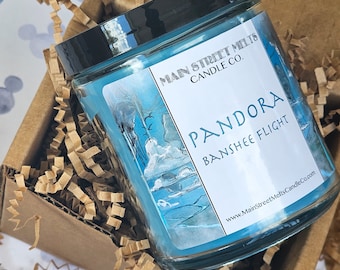 MAIN STREET MELTS
CANDLE CO.
PANDORA
BANSHEE FLIGHT
www.MainStreetMeltsCandleCo.com